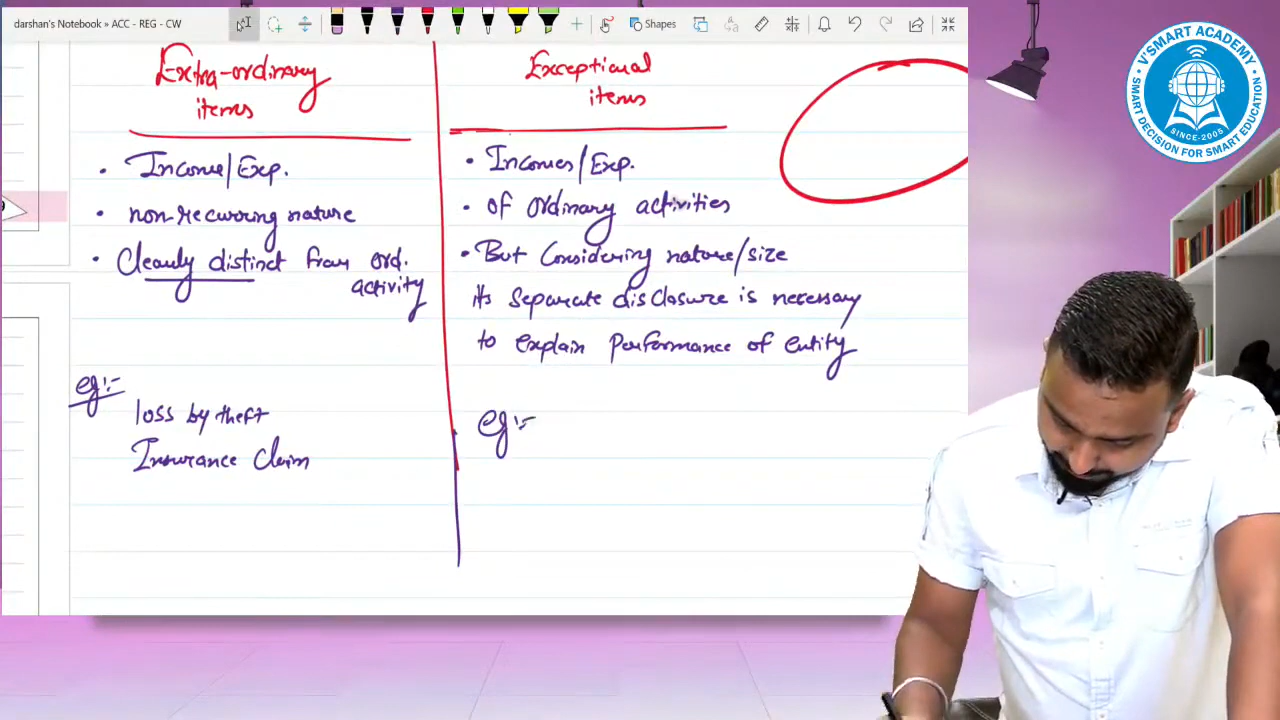 darshan's Notebook » ACC - REG - CW
Shapes
Extra-ordinary
items
• Income/Exp.
• non recurring nature
• Clearly distinct from ord.
activity
eg:-
loss by theft
Insurance Claim
Exceptional
items
• Incomes/Exp.
• of ordinary activities
• But Considering nature/size
its separate disclosure is necessary
to explain performance of entity
eg:-
V'SMART ACADEMY
SINCE-2005
SMART DECISION FOR SMART EDUCATION